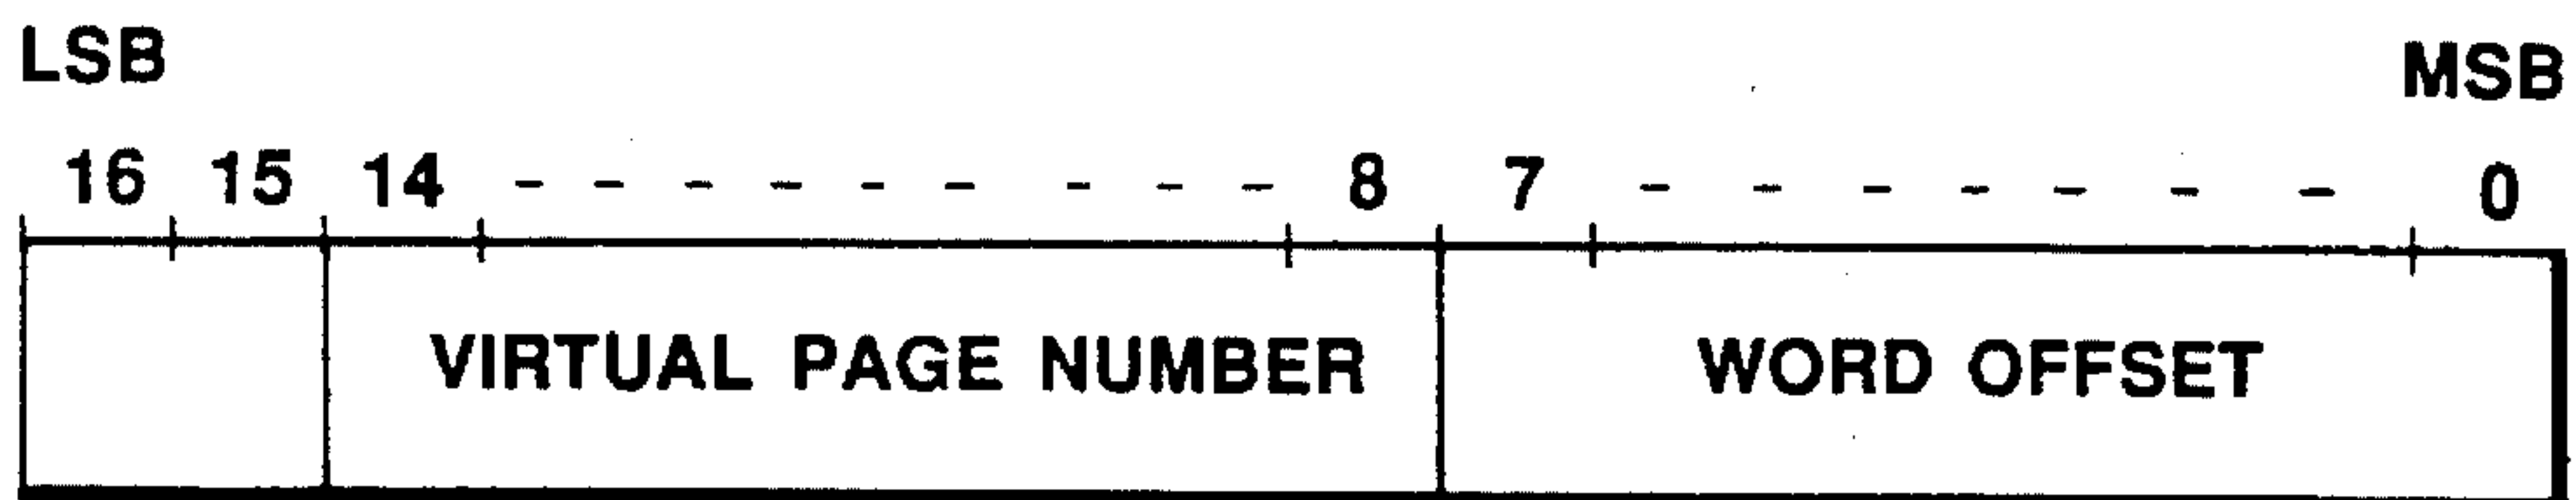 LSB MSB
16 15 14 - - - - - - - - - 8 7 - - - - - - - 0
VIRTUAL PAGE NUMBER WORD OFFSET